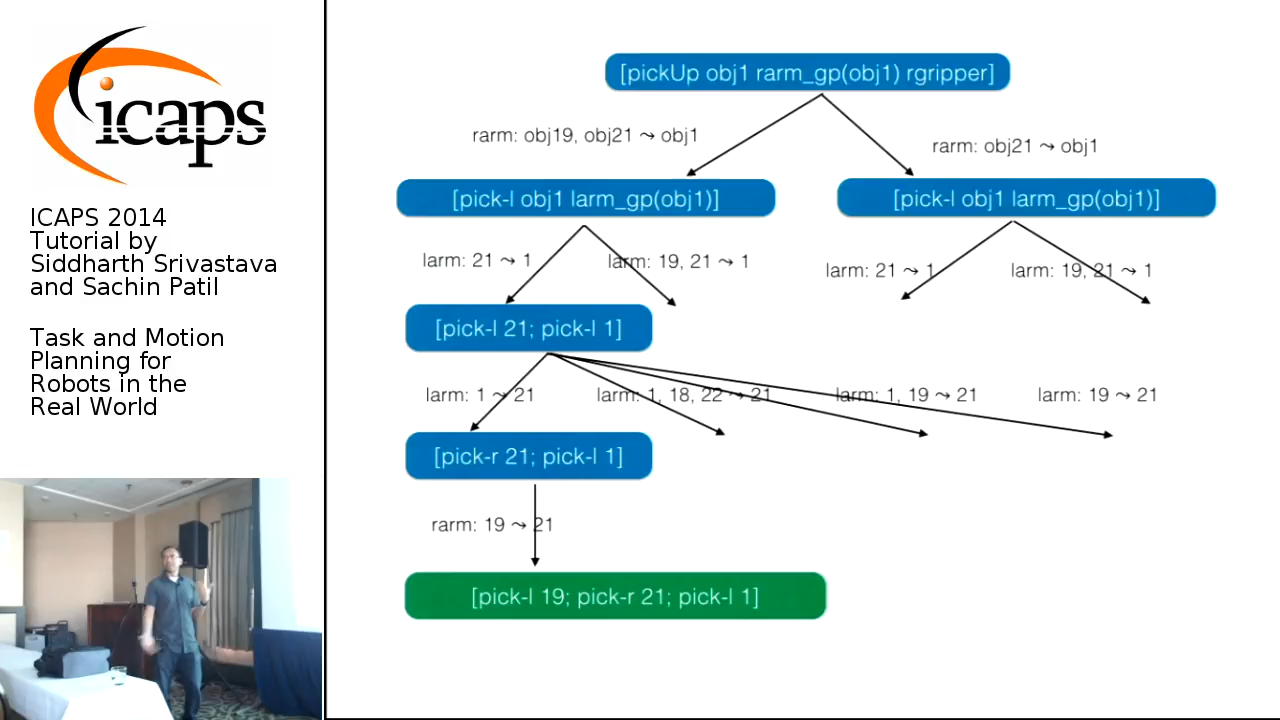 icaps
ICAPS 2014
Tutorial by
Siddharth Srivastava
and Sachin Patil
Task and Motion
Planning for
Robots in the
Real World
[pickUp obj1 rarm_gp(obj1) rgripper]
rarm: obj19, obj21 ⤳ obj1
rarm: obj21 ⤳ obj1
[pick-l obj1 larm_gp(obj1)]
[pick-l obj1 larm_gp(obj1)]
larm: 21 ⤳ 1
larm: 19, 21 ⤳ 1
larm: 21 ⤳ 1
larm: 19, 21 ⤳ 1
[pick-l 21; pick-l 1]
larm: 1 ⤳ 21
larm: 1, 18, 22 ⤳ 21
larm: 1, 19 ⤳ 21
larm: 19 ⤳ 21
[pick-r 21; pick-l 1]
rarm: 19 ⤳ 21
[pick-l 19; pick-r 21; pick-l 1]